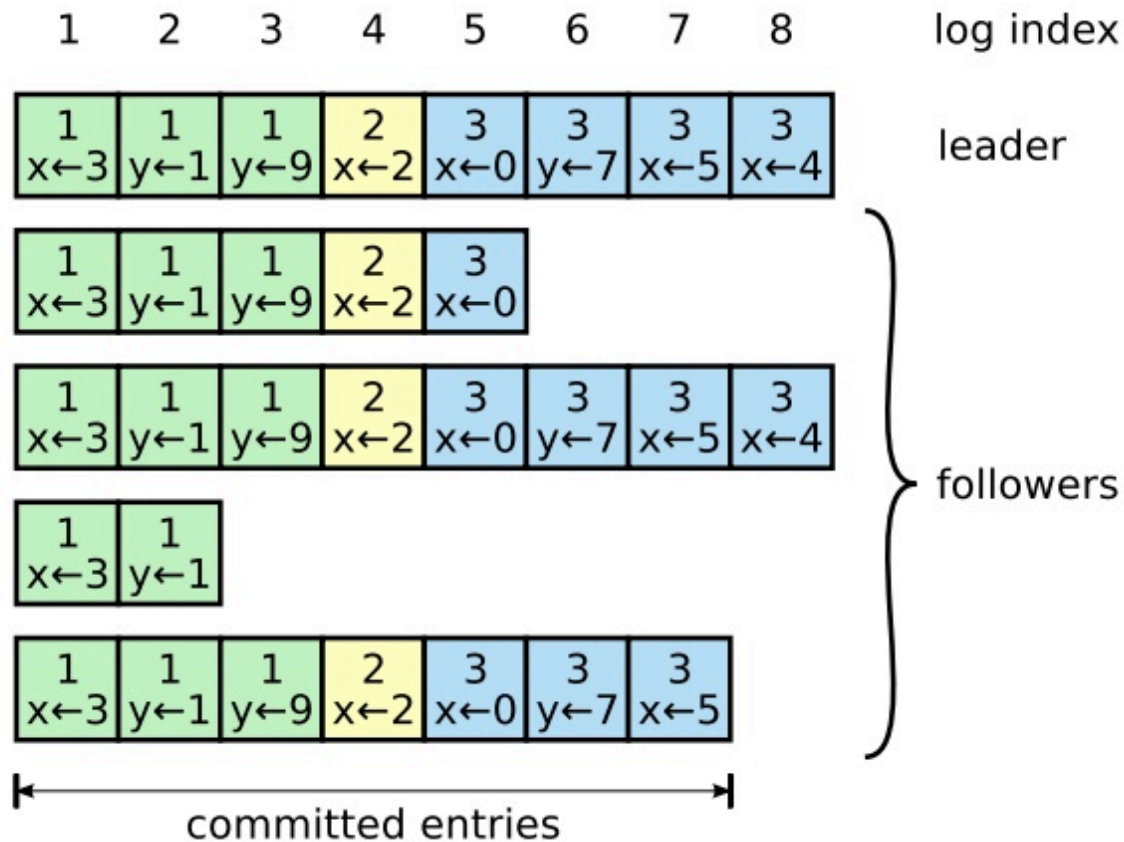 1 2 3 4 5 6 7 8 log index
1 1 1 2 3 3 3 3
x←3 y←1 y←9 x←2 x←0 y←7 x←5 x←4
leader
1 1 1 2 3
x←3 y←1 y←9 x←2 x←0
1 1 1 2 3 3 3 3
x←3 y←1 y←9 x←2 x←0 y←7 x←5 x←4
followers
1 1
x←3 y←1
1 1 1 2 3 3 3
x←3 y←1 y←9 x←2 x←0 y←7 x←5
committed entries